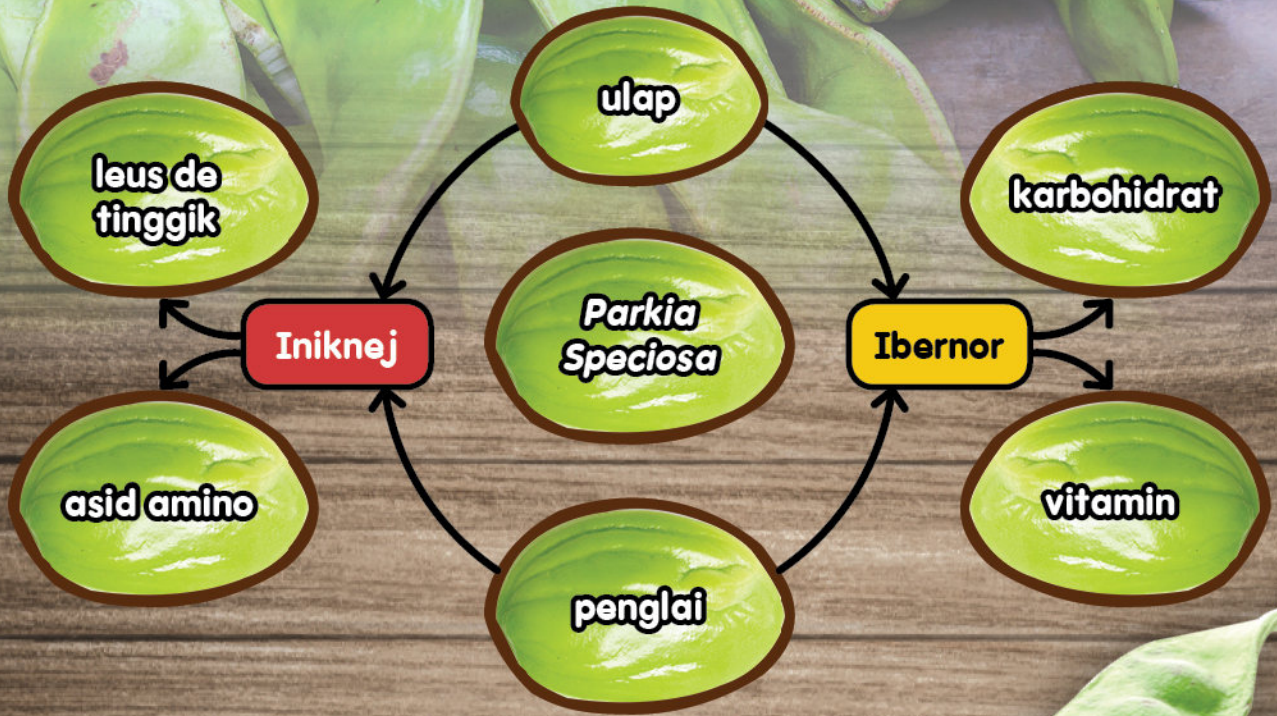 ulap
leus de
tinggik
karbohidrat
Parkia
Speciosa
Iniknej
Ibernor
asid amino
vitamin
penglai